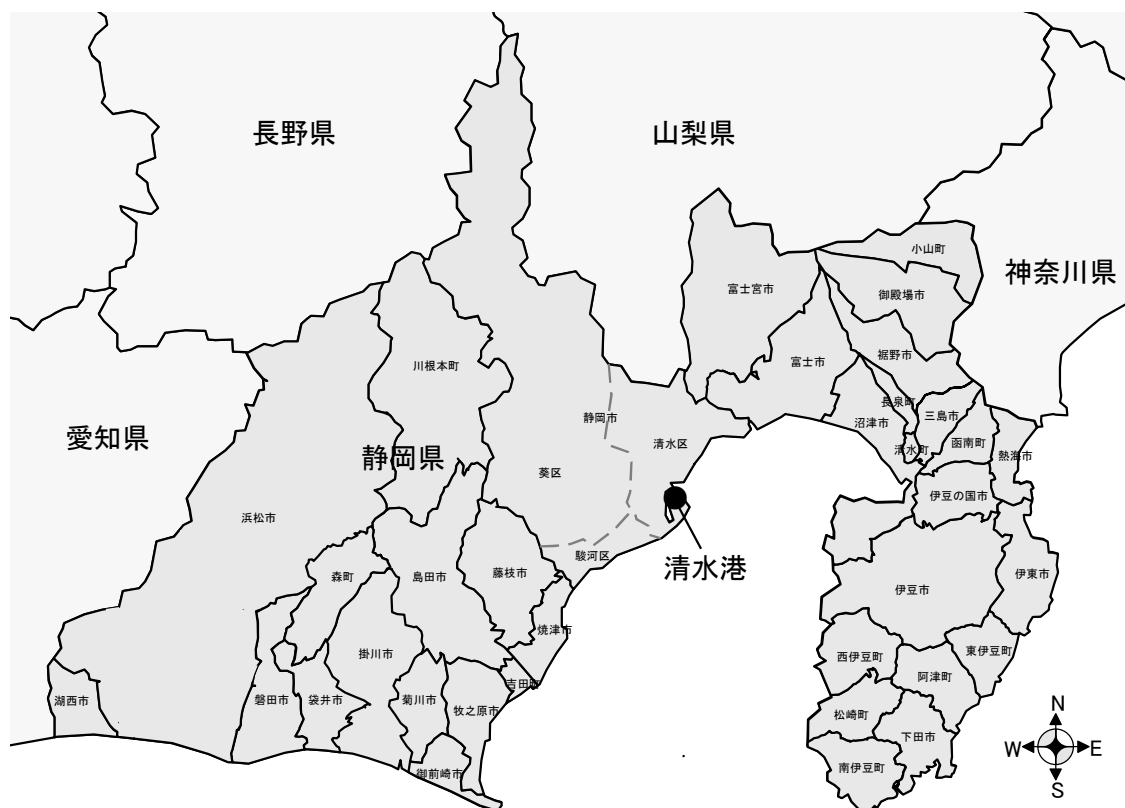 長野県
山梨県
神奈川県
愛知県
静岡県
小山町
御殿場市
富士宮市
裾野市
富士市
川根本町
長泉町
三島市
沼津市
静岡市
清水区
清水町
函南町
熱海市
葵区
伊豆の国市
浜松市
駿河区
清水港
藤枝市
島田市
森町
伊東市
伊豆市
焼津市
掛川市
西伊豆町
東伊豆町
阿津町
吉田町
湖西市
磐田市
袋井市
菊川市
牧之原市
松崎町
下田市
南伊豆町
御前崎市
N
W
E
S